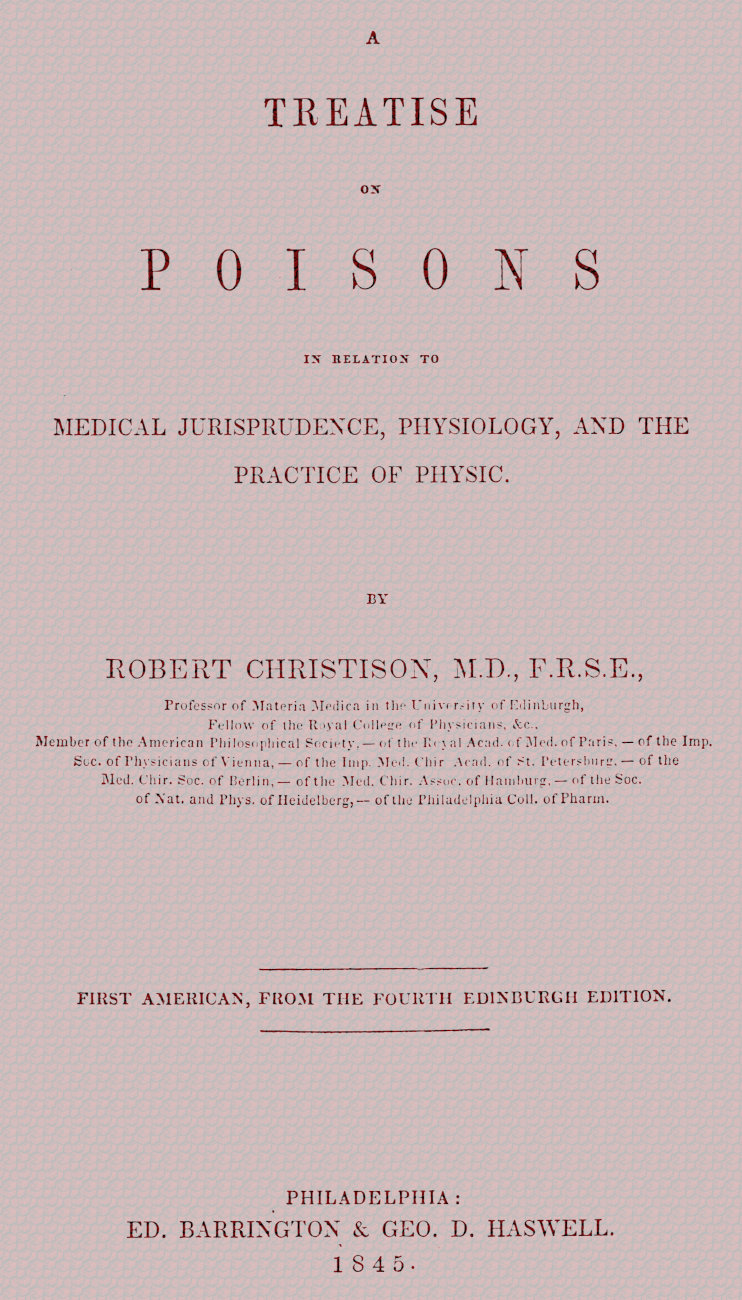 A
TREATISE
ON
POISONS
IN RELATION TO
MEDICAL JURISPRUDENCE, PHYSIOLOGY, AND THE
PRACTICE OF PHYSIC.
BY
ROBERT CHRISTISON, M.D., F.R.S.E.,
Professor of Materia Medica in the University of Edinburgh,
Fellow of the Royal College of Physicians, &c.,
Member of the American Philosophical Society,—of the Royal Acad. of Med. of Paris,—of the Imp.
Soc. of Physicians of Vienna,—of the Imp. Med. Chir Acad. of St. Petersburg,—of the
Med. Chir. Soc. of Berlin,—of the Med. Chir. Assoc. of Hamburg,—of the Soc.
of Nat. and Phys. of Heidelberg,—of the Philadelphia Coll. of Pharm.
FIRST AMERICAN, FROM THE FOURTH EDINBURGH EDITION.
PHILADELPHIA:
ED. BARRINGTON & GEO. D. HASWELL.
1845.